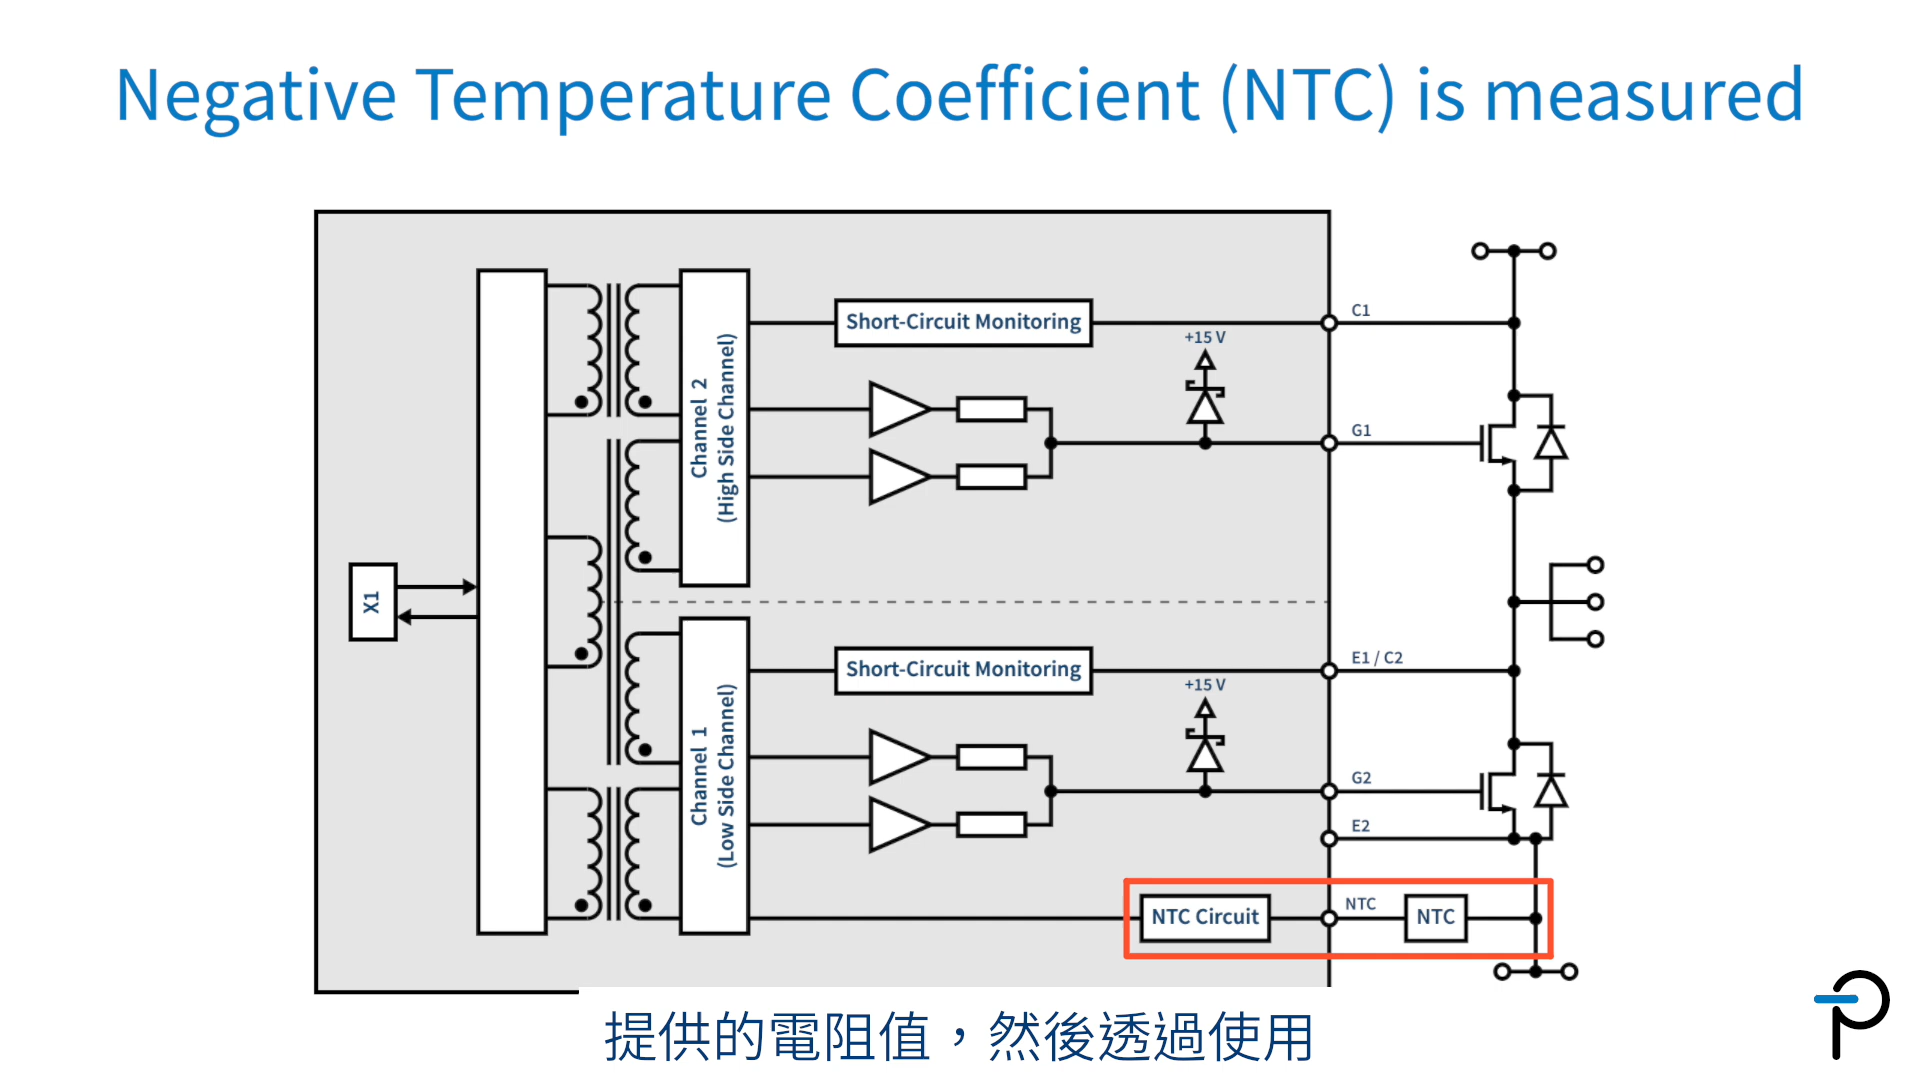 Negative Temperature Coefficient (NTC) is measured
C1
Short-Circuit Monitoring
+15 V
Channel 2
(High Side Channel)
G1
X1
E1 / C2
Short-Circuit Monitoring
+15 V
Channel 1
(Low Side Channel)
G2
E2
NTC Circuit
NTC
NTC
提供的電阻值，然後透過使用